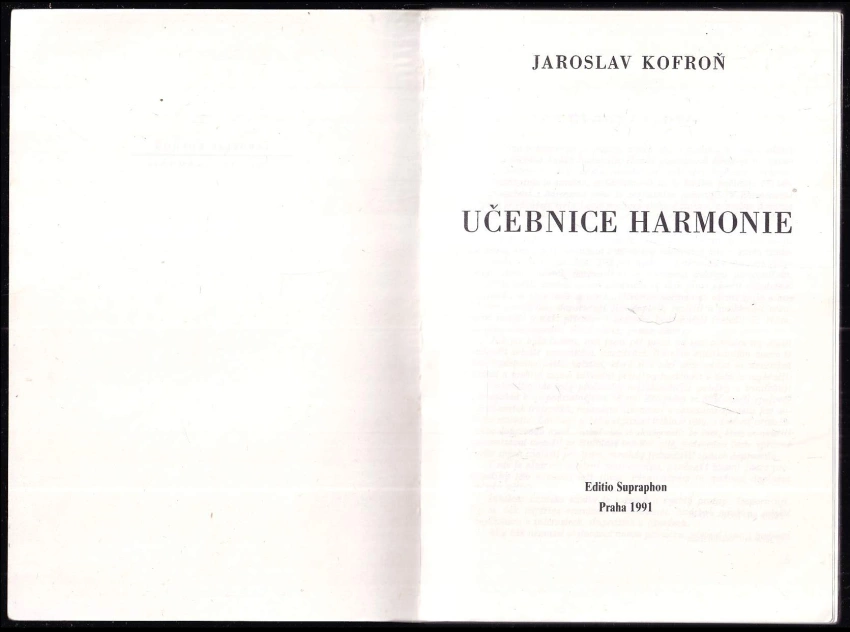 JAROSLAV KOFROŇ
UČEBNICE HARMONIE
Editio Supraphon
Praha 1991